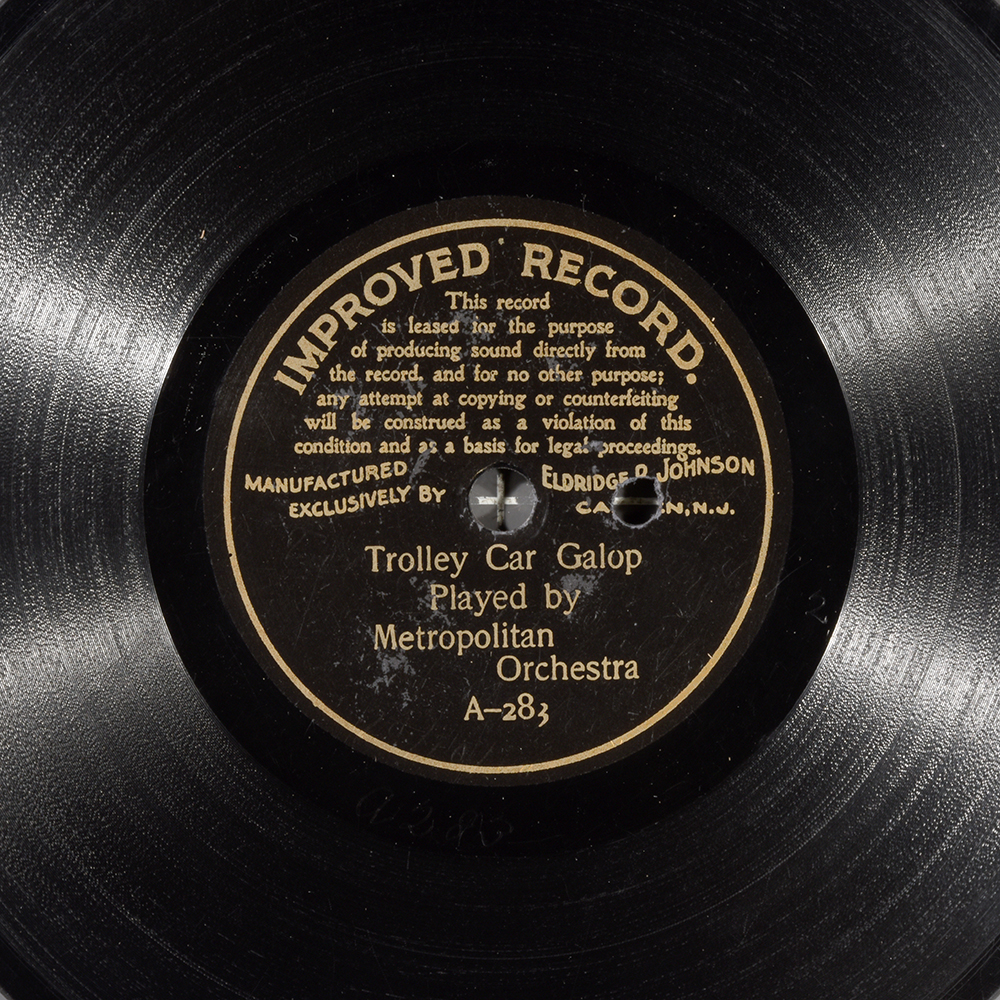 IMPROVED RECORD.
This record
is leased for the purpose
of producing sound directly from
the record, and for no other purpose;
any attempt at copying or counterfeiting
will be construed as a violation of this
condition and as a basis for legal proceedings.
MANUFACTURED
EXCLUSIVELY BY
ELDRIDGE R. JOHNSON
N.J.
Trolley Car Galop
Played by
Metropolitan
Orchestra
A-283